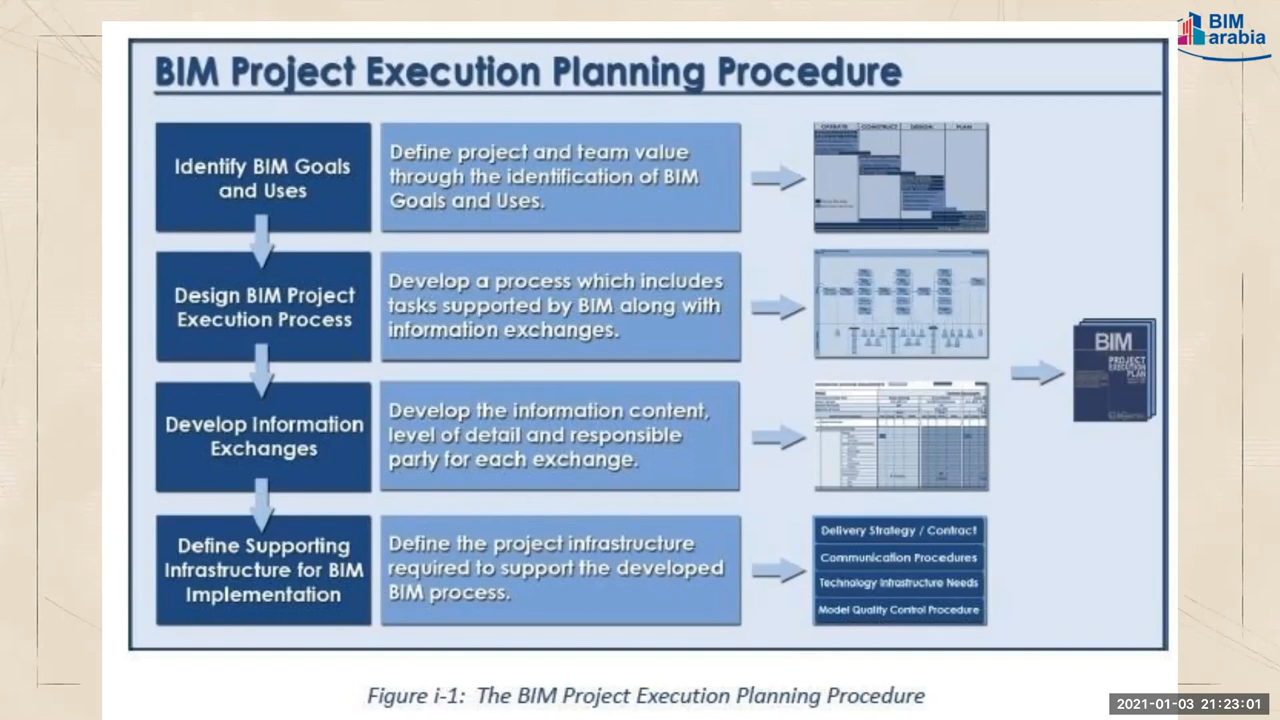 BIM
arabia
BIM Project Execution Planning Procedure
Identify BIM Goals
and Uses
Define project and team value
through the identification of BIM
Goals and Uses.
OPERATE CONSTRUCT DESIGN PLAN
Design BIM Project
Execution Process
Develop a process which includes
tasks supported by BIM along with
information exchanges.
Develop Information
Exchanges
Develop the information content,
level of detail and responsible
party for each exchange.
Define Supporting
Infrastructure for BIM
Implementation
Define the project infrastructure
required to support the developed
BIM process.
Delivery Strategy / Contract
Communication Procedures
Technology Infrastructure Needs
Model Quality Control Procedure
BIM
PROJECT
EXECUTION
PLAN
Figure i-1: The BIM Project Execution Planning Procedure
2021-01-03 21:23:01